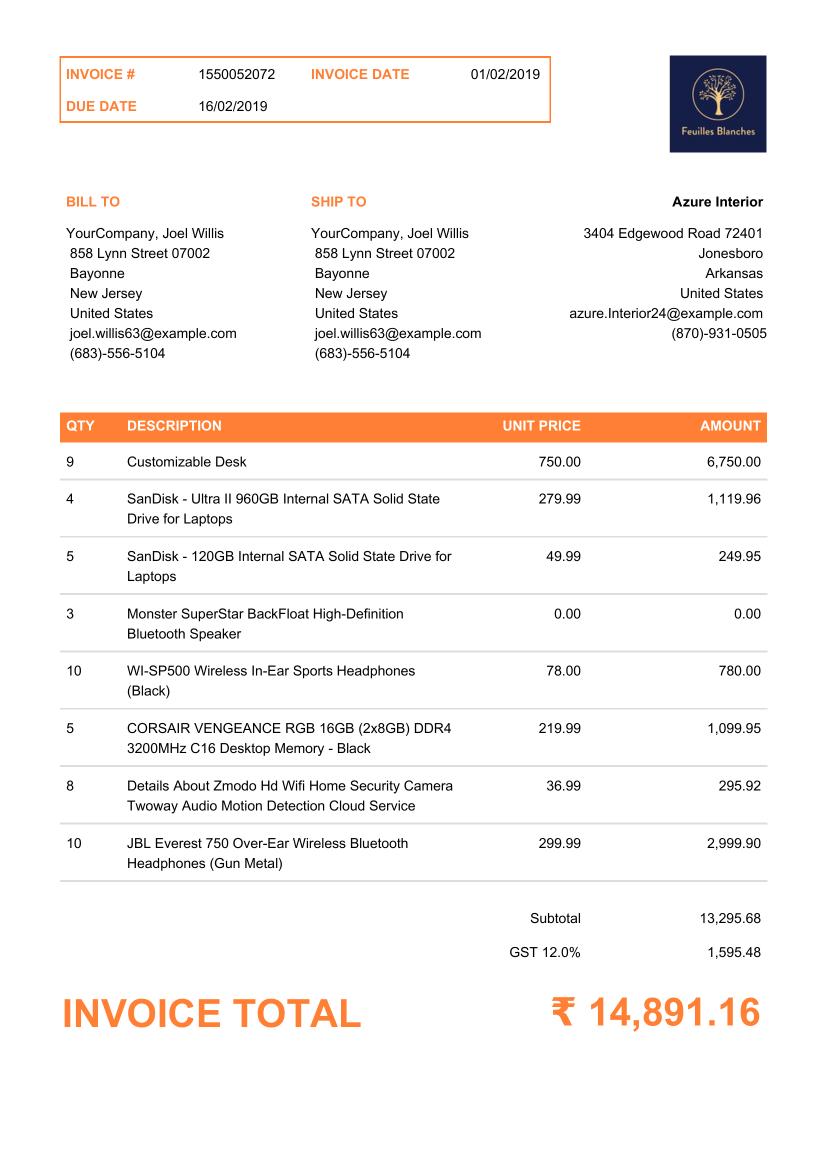 INVOICE # 1550052072 INVOICE DATE 01/02/2019
DUE DATE 16/02/2019
Feuilles Blanches
BILL TO SHIP TO Azure Interior
YourCompany, Joel Willis YourCompany, Joel Willis 3404 Edgewood Road 72401
858 Lynn Street 07002 858 Lynn Street 07002 Jonesboro
Bayonne Bayonne Arkansas
New Jersey New Jersey United States
United States United States azure.Interior24@example.com
joel.willis63@example.com joel.willis63@example.com (870)-931-0505
(683)-556-5104 (683)-556-5104
QTY DESCRIPTION UNIT PRICE AMOUNT
9 Customizable Desk 750.00 6,750.00
4 SanDisk - Ultra II 960GB Internal SATA Solid State 279.99 1,119.96
Drive for Laptops
5 SanDisk - 120GB Internal SATA Solid State Drive for 49.99 249.95
Laptops
3 Monster SuperStar BackFloat High-Definition 0.00 0.00
Bluetooth Speaker
10 WI-SP500 Wireless In-Ear Sports Headphones 78.00 780.00
(Black)
5 CORSAIR VENGEANCE RGB 16GB (2x8GB) DDR4 219.99 1,099.95
3200MHz C16 Desktop Memory - Black
8 Details About Zmodo Hd Wifi Home Security Camera 36.99 295.92
Twoway Audio Motion Detection Cloud Service
10 JBL Everest 750 Over-Ear Wireless Bluetooth 299.99 2,999.90
Headphones (Gun Metal)
Subtotal 13,295.68
GST 12.0% 1,595.48
INVOICE TOTAL ₹ 14,891.16